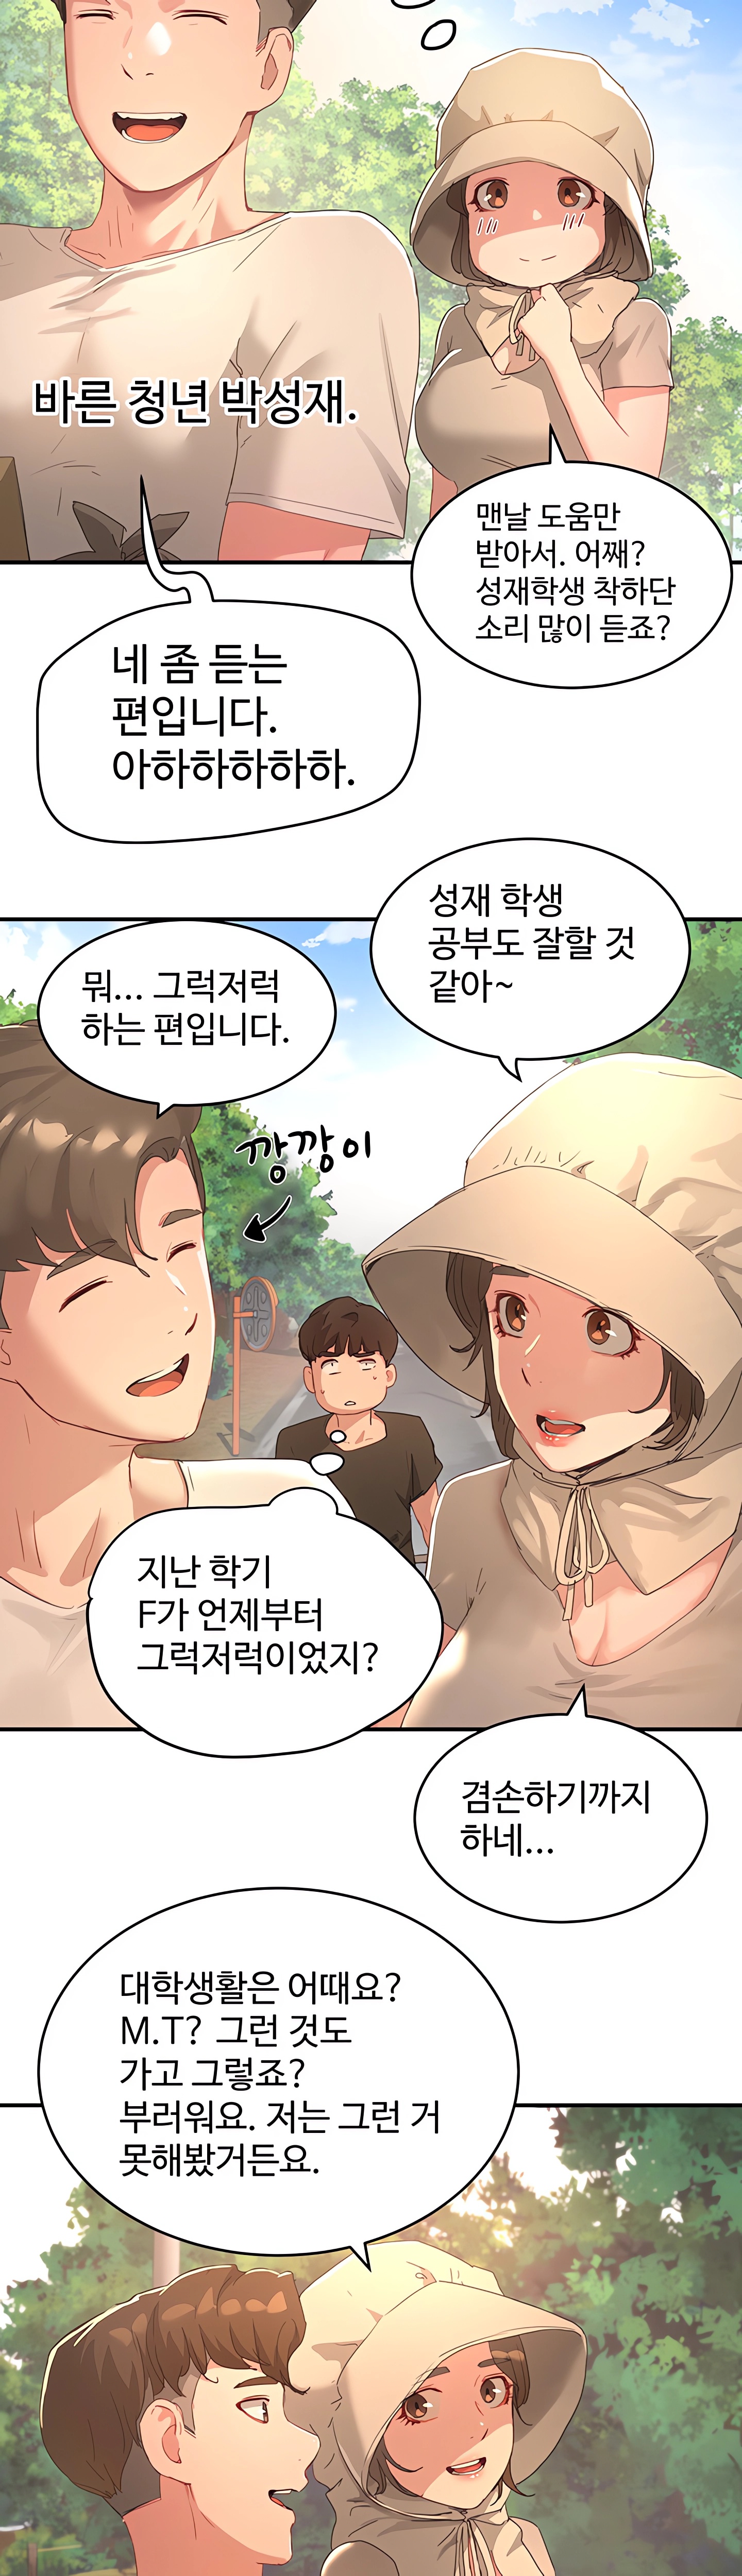 바른 청년 박성재.
맨날 도움만
받아서. 어째?
성재학생 착하단
소리 많이 듣죠?
네 좀 듣는
편입니다.
아하하하하하.
성재 학생
공부도 잘할 것
같아~
뭐... 그럭저럭
하는 편입니다.
깡깡이
지난 학기
F가 언제부터
그럭저럭이었지?
겸손하기까지
하네...
대학생활은 어때요?
M.T? 그런 것도
가고 그렇죠?
부러워요. 저는 그런 거
못해봤거든요.